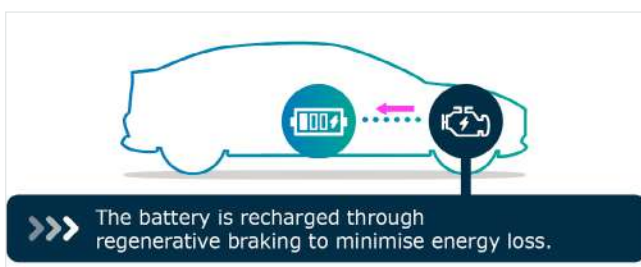 The battery is recharged through
regenerative braking to minimise energy loss.